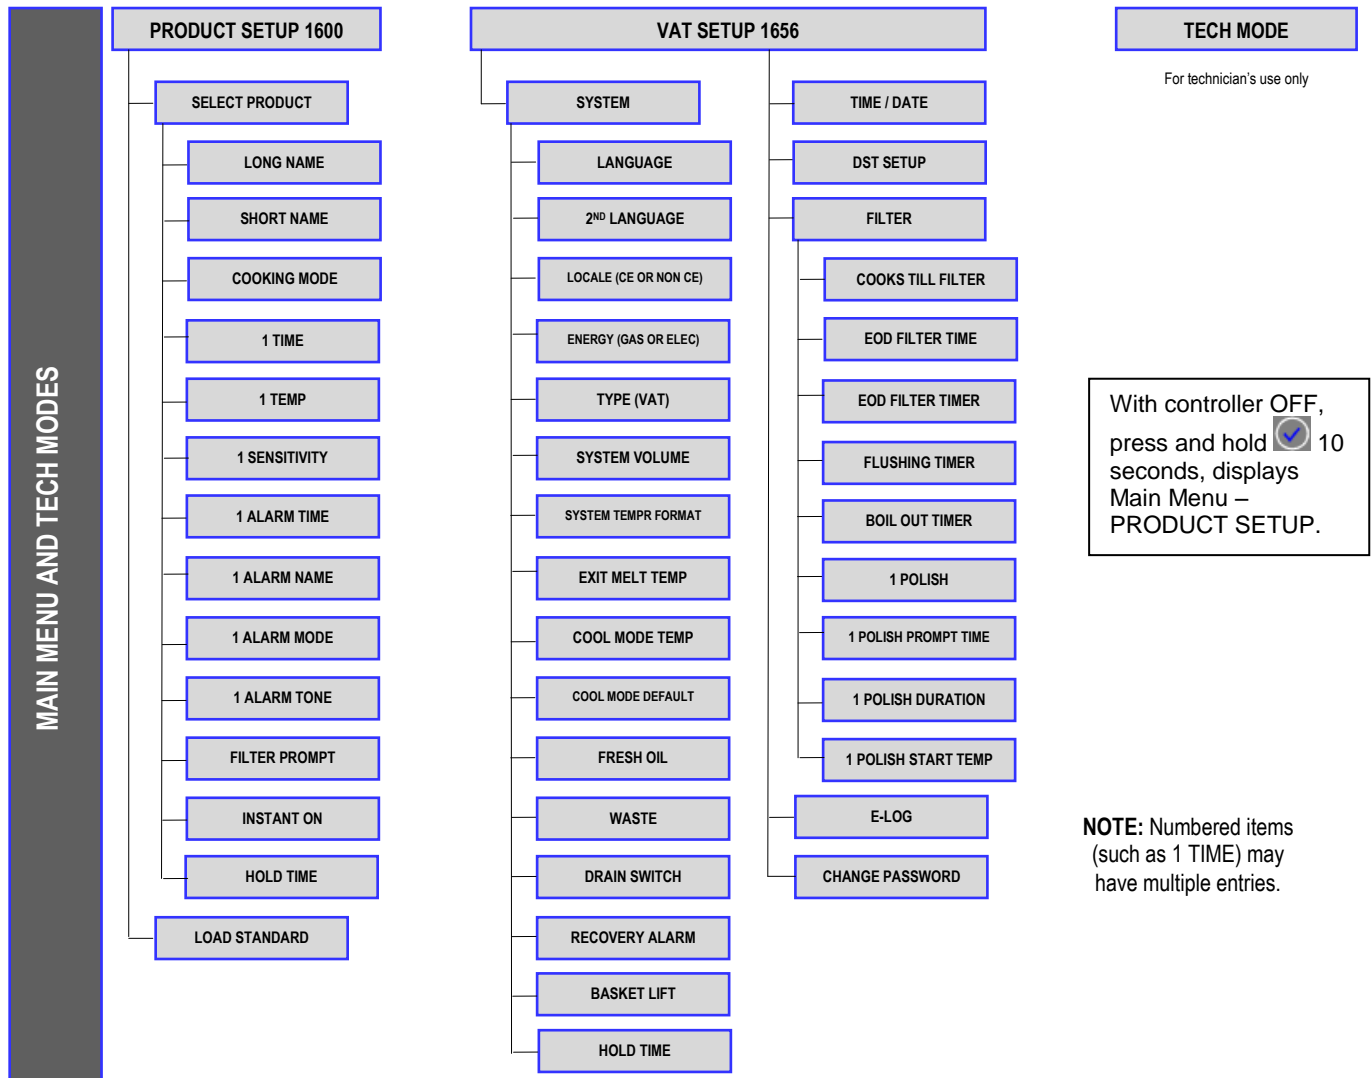 MAIN MENU AND TECH MODES
PRODUCT SETUP 1600
SELECT PRODUCT
LONG NAME
SHORT NAME
COOKING MODE
1 TIME
1 TEMP
1 SENSITIVITY
1 ALARM TIME
1 ALARM NAME
1 ALARM MODE
1 ALARM TONE
FILTER PROMPT
INSTANT ON
HOLD TIME
LOAD STANDARD
VAT SETUP 1656
SYSTEM
LANGUAGE
2ND LANGUAGE
LOCALE (CE OR NON CE)
ENERGY (GAS OR ELEC)
TYPE (VAT)
SYSTEM VOLUME
SYSTEM TEMPR FORMAT
EXIT MELT TEMP
COOL MODE TEMP
COOL MODE DEFAULT
FRESH OIL
WASTE
DRAIN SWITCH
RECOVERY ALARM
BASKET LIFT
HOLD TIME
TIME / DATE
DST SETUP
FILTER
COOKS TILL FILTER
EOD FILTER TIME
EOD FILTER TIMER
FLUSHING TIMER
BOIL OUT TIMER
1 POLISH
1 POLISH PROMPT TIME
1 POLISH DURATION
1 POLISH START TEMP
E-LOG
CHANGE PASSWORD
TECH MODE
For technician's use only
With controller OFF,
press and hold 10
seconds, displays
Main Menu –
PRODUCT SETUP.
NOTE: Numbered items
(such as 1 TIME) may
have multiple entries.